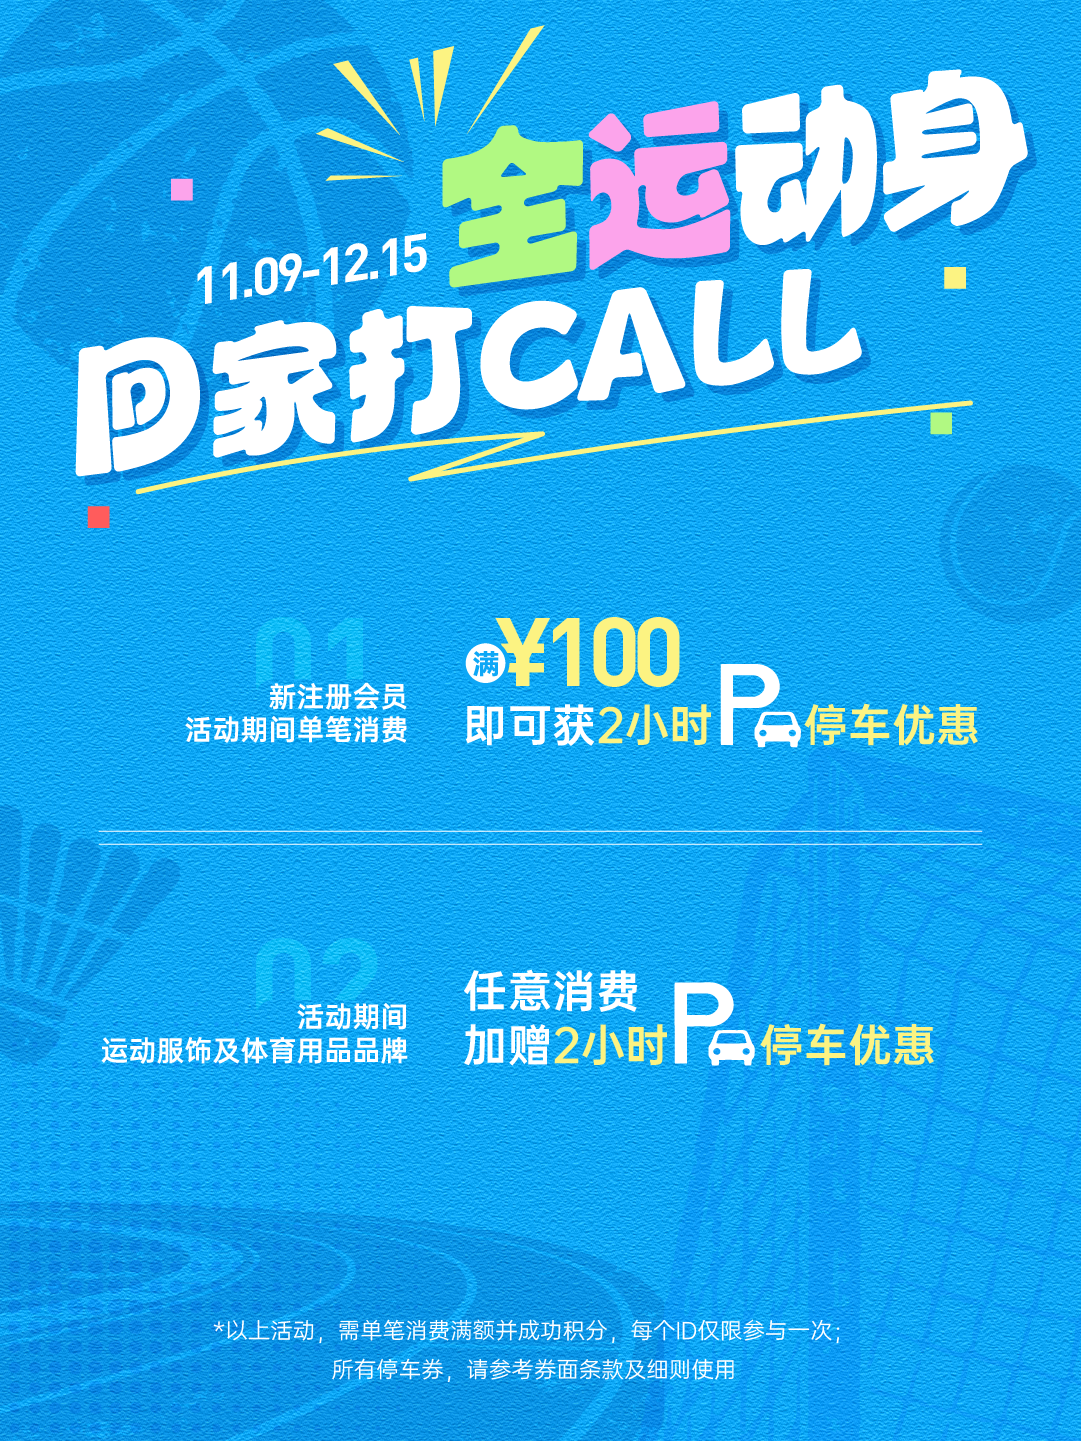 全运动身
11.09-12.15
回家打CALL
01
新注册会员
活动期间单笔消费
满¥100
即可获2小时P停车优惠
02
活动期间
运动服饰及体育用品品牌
任意消费
加赠2小时P停车优惠
*以上活动，需单笔消费满额并成功积分，每个ID仅限参与一次；
所有停车券，请参考券面条款及细则使用